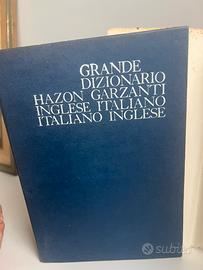 GRANDE
DIZIONARIO
HAZON GARZANTI
INGLESE ITALIANO
ITALIANO INGLESE
subito